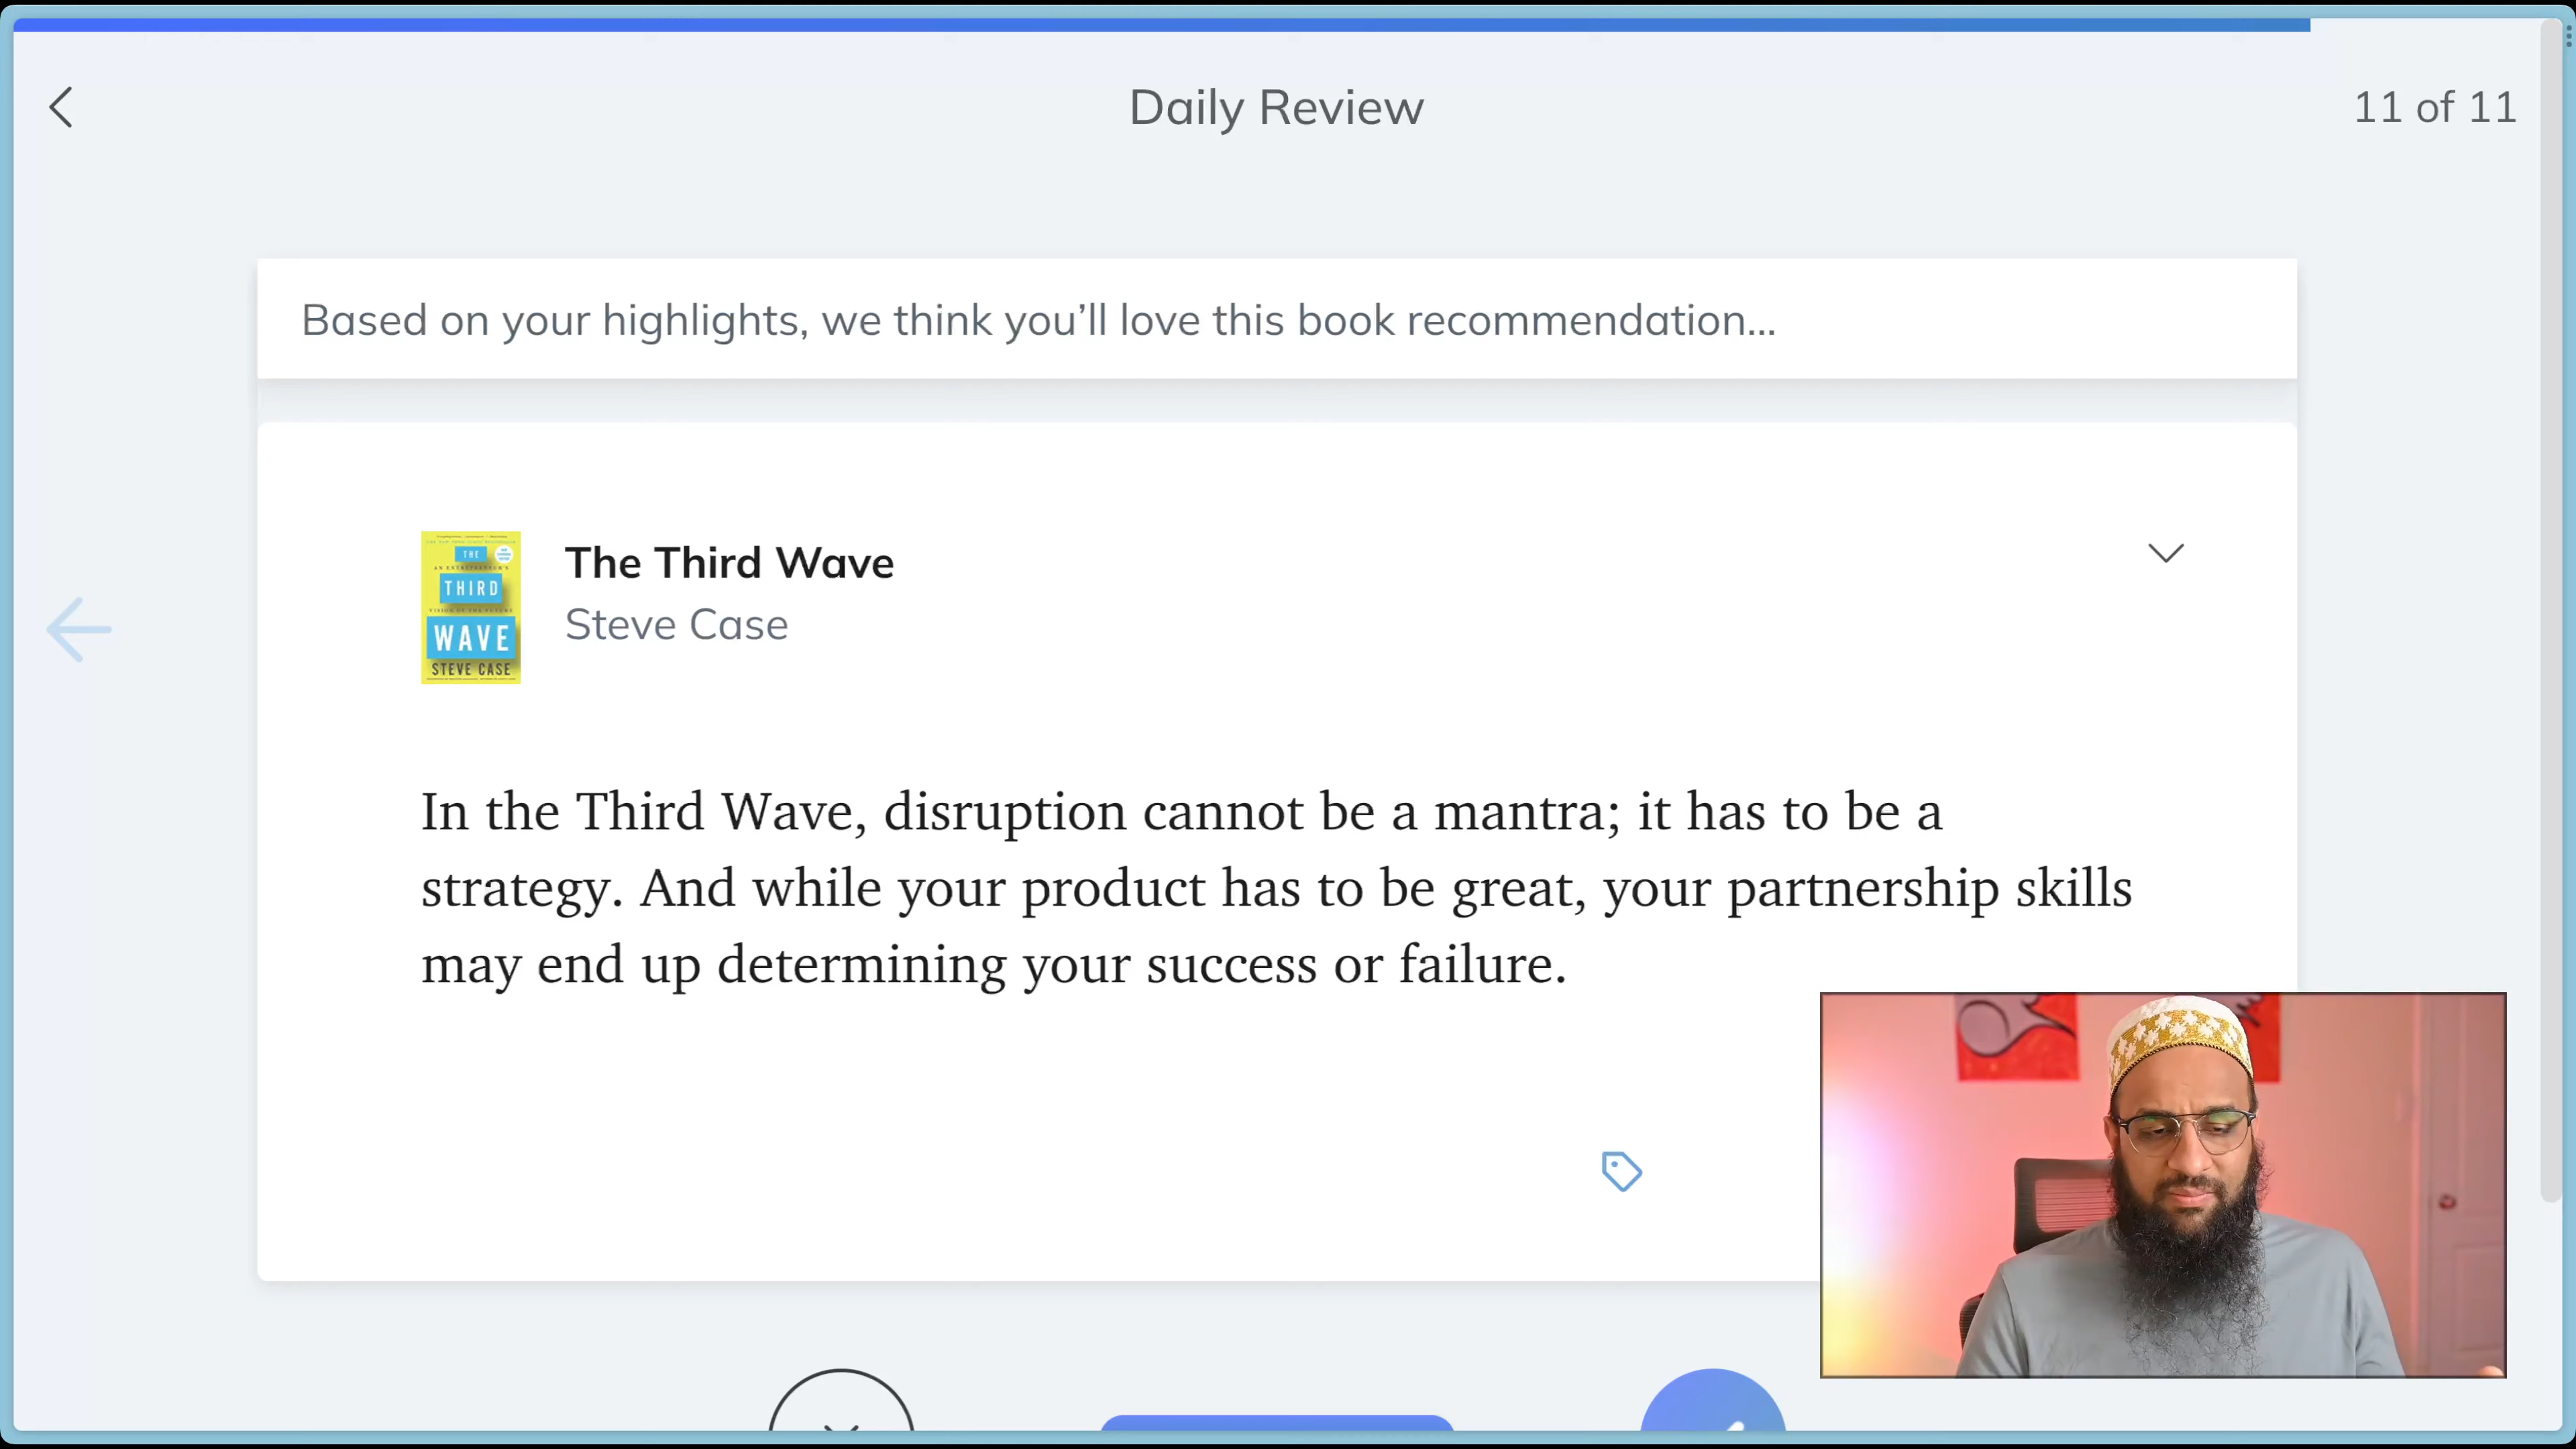 Daily Review
11 of 11
Based on your highlights, we think you’ll love this book recommendation...
THE
THIRD
WAVE
STEVE CASE
The Third Wave
Steve Case
In the Third Wave, disruption cannot be a mantra; it has to be a
strategy. And while your product has to be great, your partnership skills
may end up determining your success or failure.